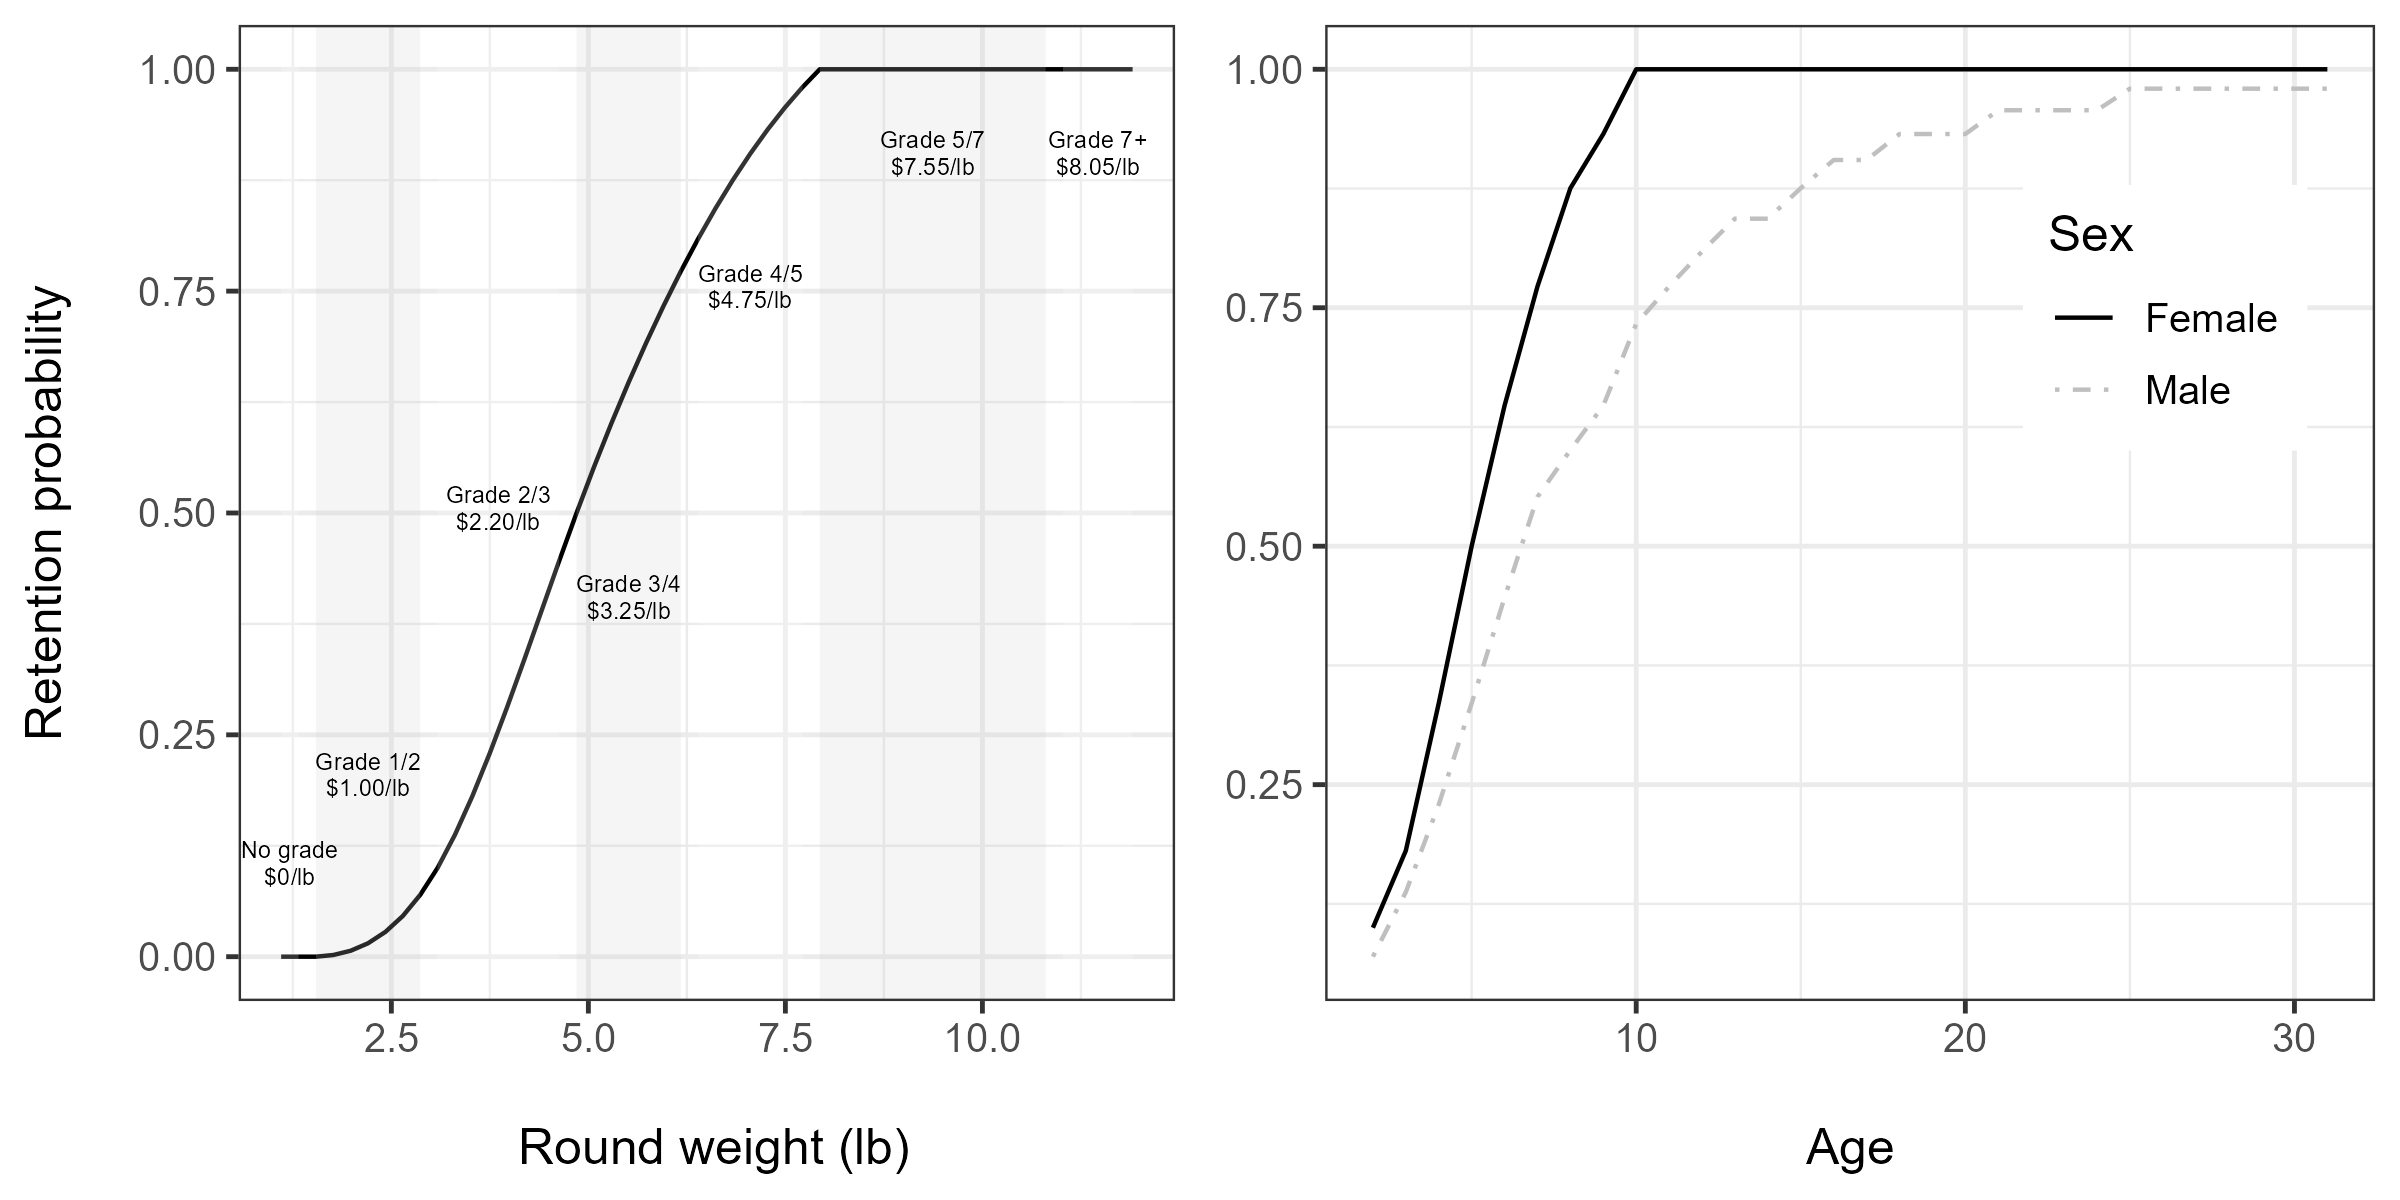 Retention probability
1.00
0.75
0.50
0.25
0.00
No grade
$0/lb
Grade 1/2
$1.00/lb
Grade 2/3
$2.20/lb
Grade 3/4
$3.25/lb
Grade 4/5
$4.75/lb
Grade 5/7
$7.55/lb
Grade 7+
$8.05/lb
2.5
5.0
7.5
10.0
Round weight (lb)
1.00
0.75
0.50
0.25
Sex
Female
Male
10
20
30
Age